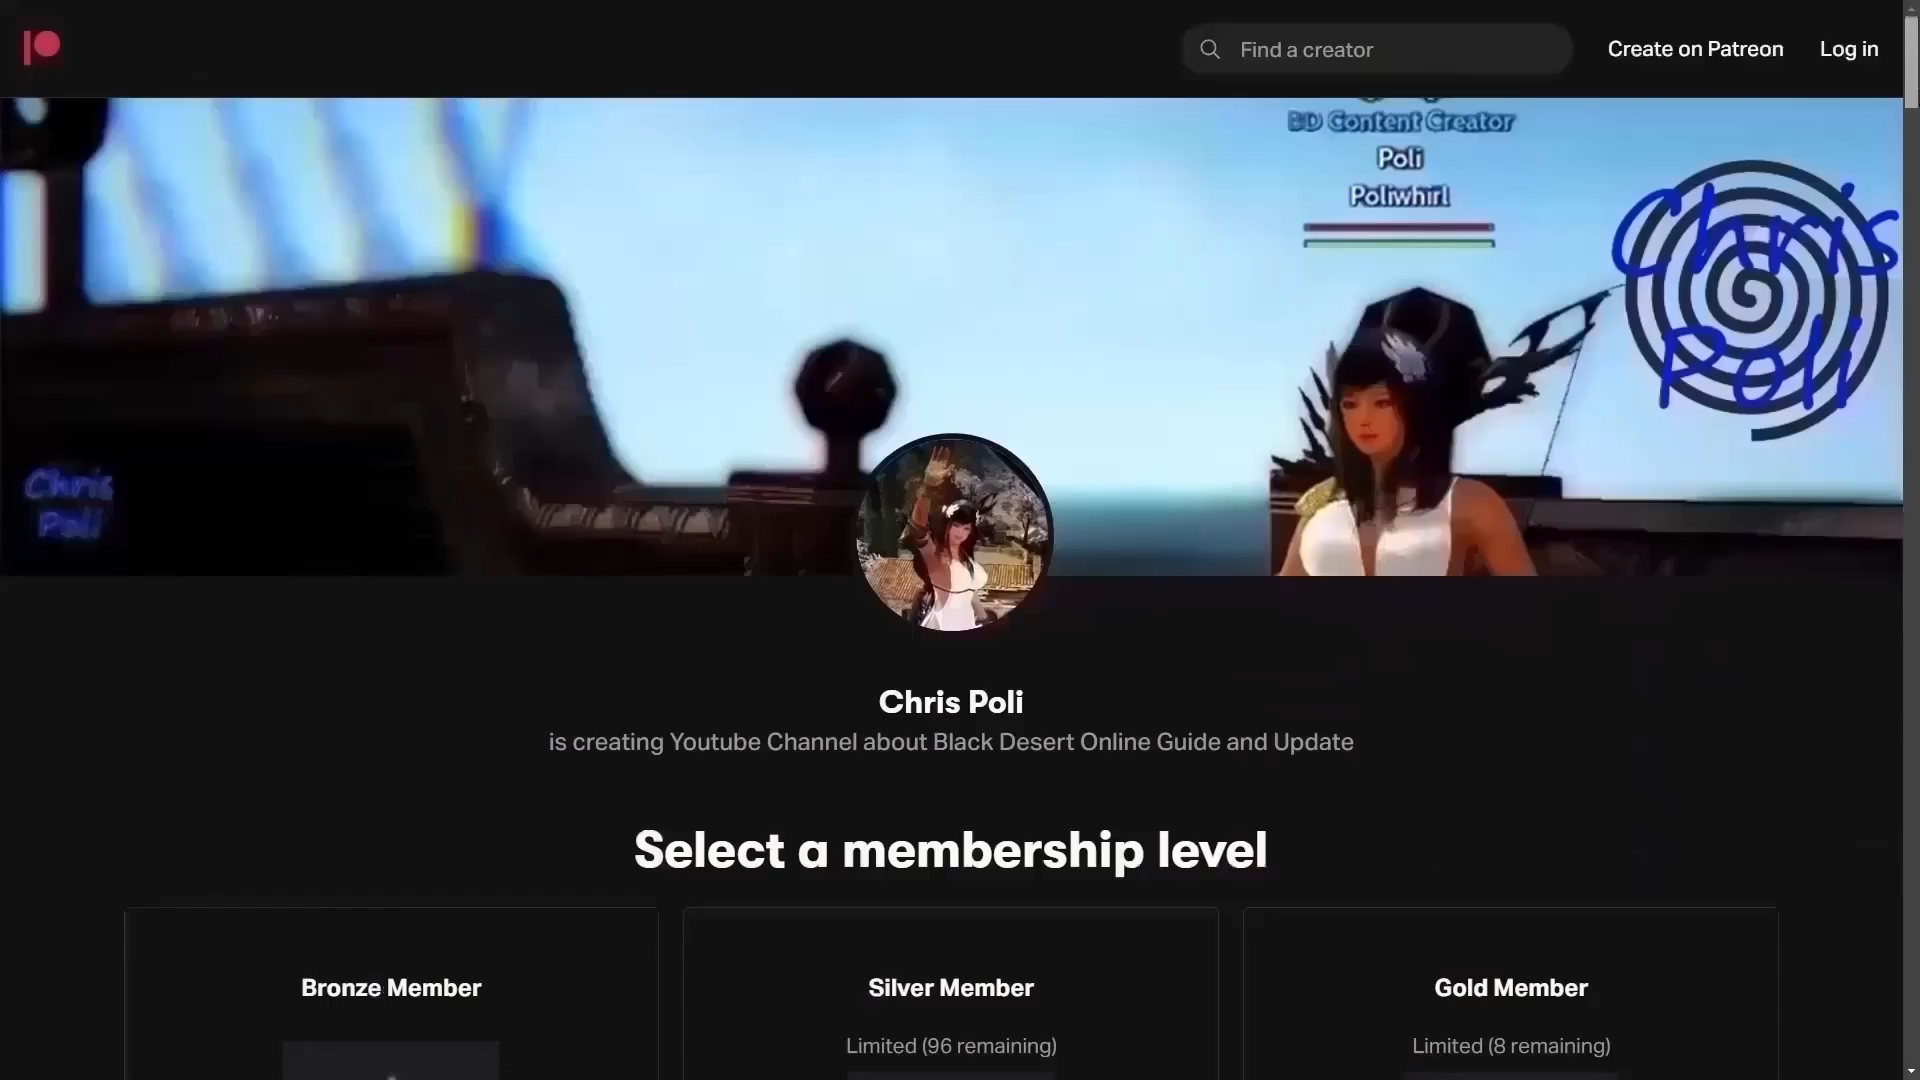 Find a creator
Create on Patreon
Log in
BD Content Creator
Poli
Poliwhirl
Chris
Poli
Chris
Poli
Chris Poli
is creating Youtube Channel about Black Desert Online Guide and Update
Select a membership level
Bronze Member
Silver Member
Gold Member
Limited (96 remaining)
Limited (8 remaining)